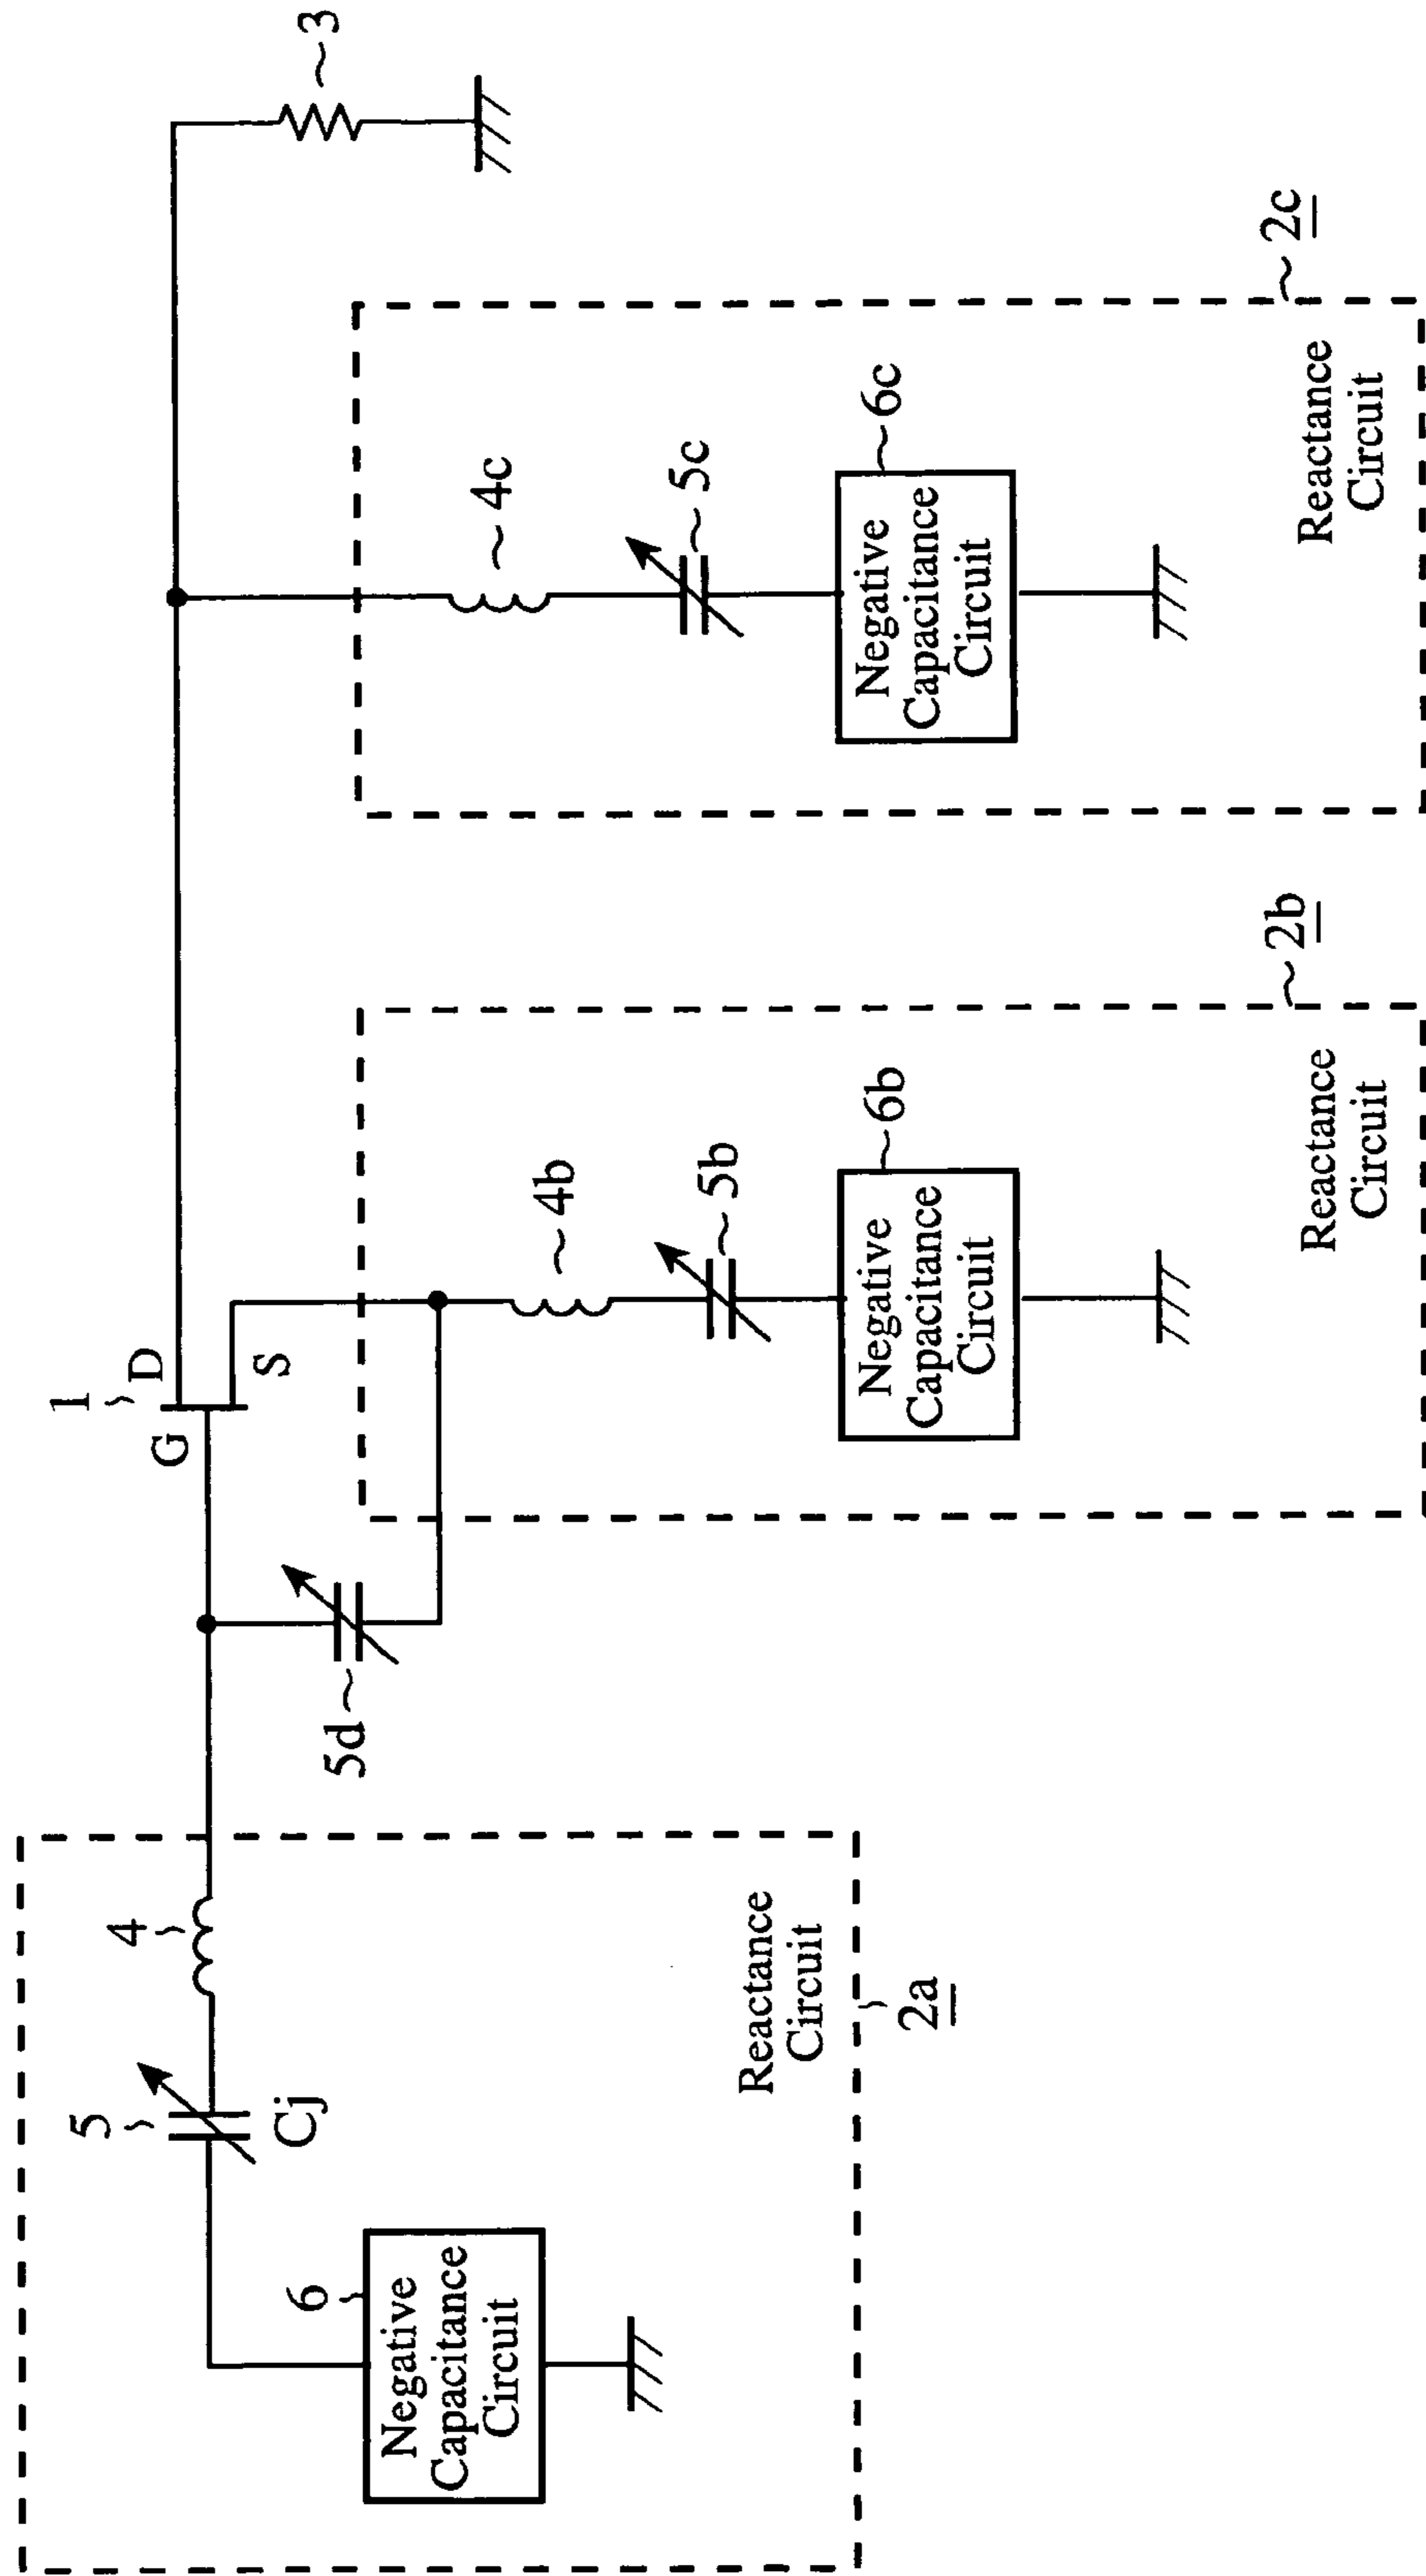 1
D
G
S
3
5
4
Cj
5d
6
Negative
Capacitance
Circuit
Reactance
Circuit
2a
4b
5b
6b
Negative
Capacitance
Circuit
Reactance
Circuit
2b
4c
5c
6c
Negative
Capacitance
Circuit
Reactance
Circuit
2c